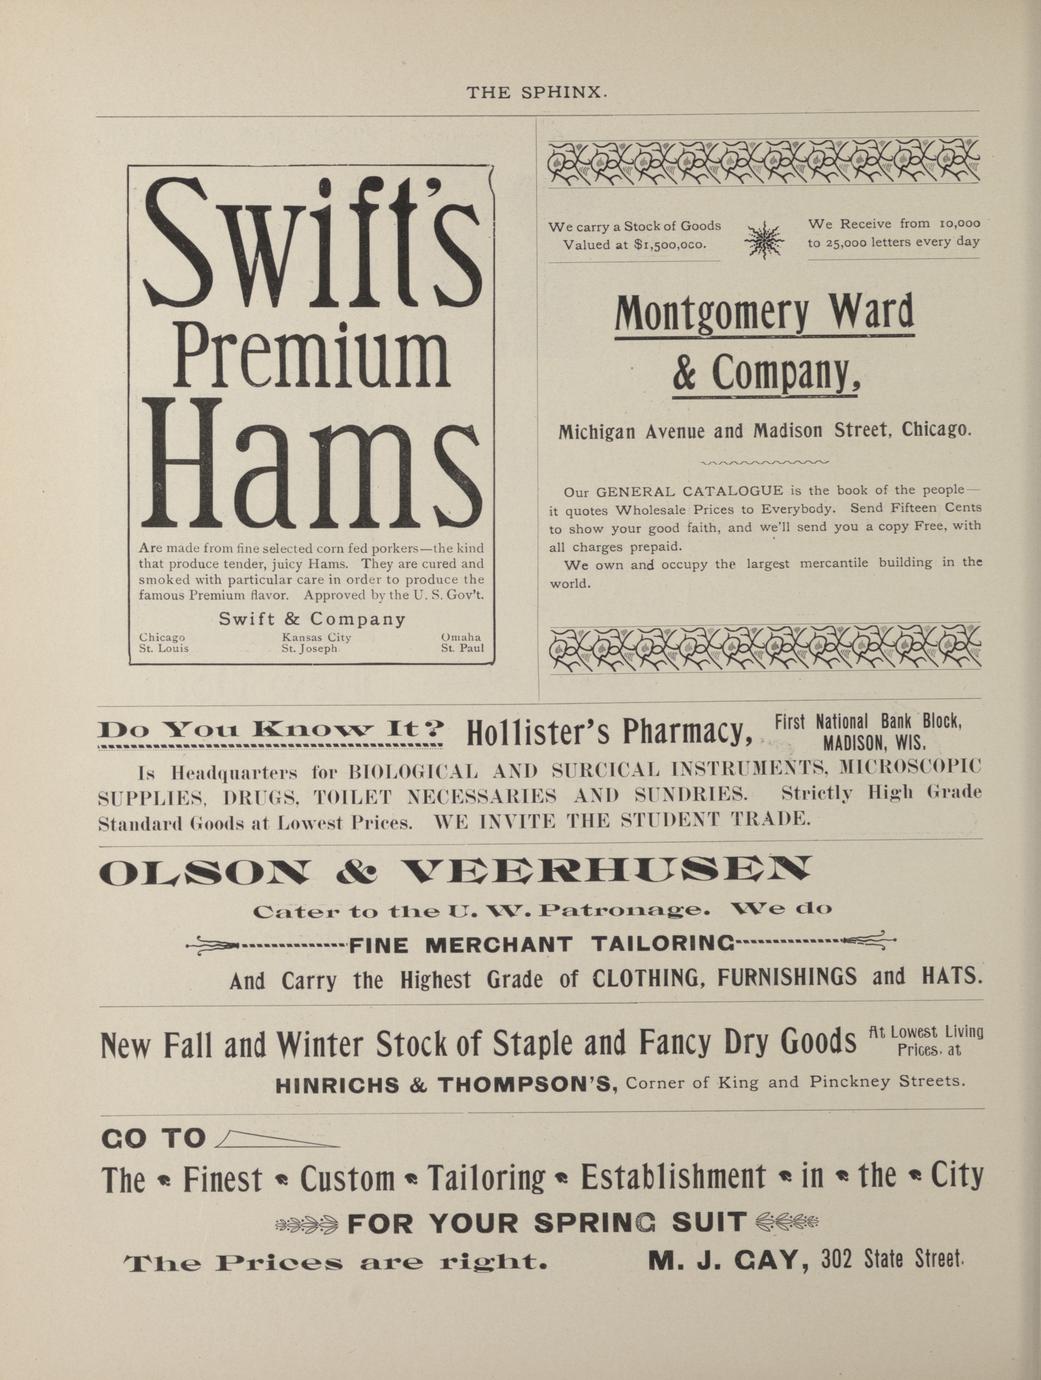 THE SPHINX.
Swift's
Premium
Hams
Are made from fine selected corn fed porkers—the kind
that produce tender, juicy Hams. They are cured and
smoked with particular care in order to produce the
famous Premium flavor. Approved by the U. S. Gov't.
Swift & Company
Chicago Kansas City Omaha
St. Louis St. Joseph St. Paul
We carry a Stock of Goods
Valued at $1,500,000.
We Receive from 10,000
to 25,000 letters every day
Montgomery Ward
& Company,
Michigan Avenue and Madison Street, Chicago.
Our GENERAL CATALOGUE is the book of the people—
it quotes Wholesale Prices to Everybody. Send Fifteen Cents
to show your good faith, and we'll send you a copy Free, with
all charges prepaid.
We own and occupy the largest mercantile building in the
world.
Do You Know It? Hollister's Pharmacy, First National Bank Block,
MADISON, WIS.
Is Headquarters for BIOLOGICAL AND SURCICAL INSTRUMENTS, MICROSCOPIC
SUPPLIES, DRUGS, TOILET NECESSARIES AND SUNDRIES. Strictly High Grade
Standard Goods at Lowest Prices. WE INVITE THE STUDENT TRADE.
OLSON & VEERHUSEN
Cater to the U. W. Patronage. We do
FINE MERCHANT TAILORING
And Carry the Highest Grade of CLOTHING, FURNISHINGS and HATS.
New Fall and Winter Stock of Staple and Fancy Dry Goods At Lowest Living
Prices. at
HINRICHS & THOMPSON'S, Corner of King and Pinckney Streets.
GO TO
The Finest Custom Tailoring Establishment in the City
FOR YOUR SPRING SUIT
The Prices are right. M. J. GAY, 302 State Street.